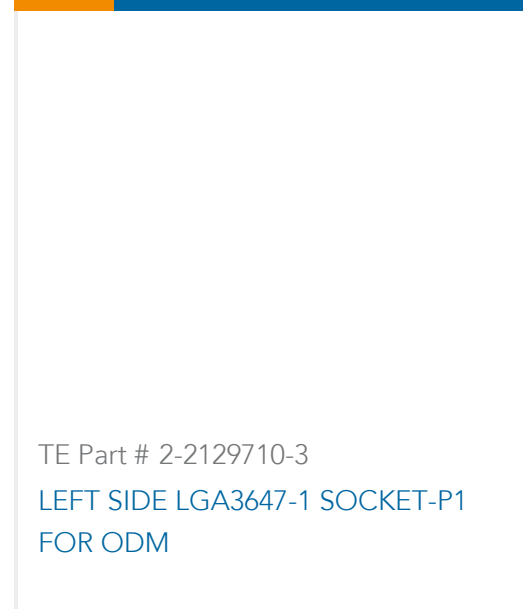 TE Part # 2-2129710-3
LEFT SIDE LGA3647-1 SOCKET-P1
FOR ODM